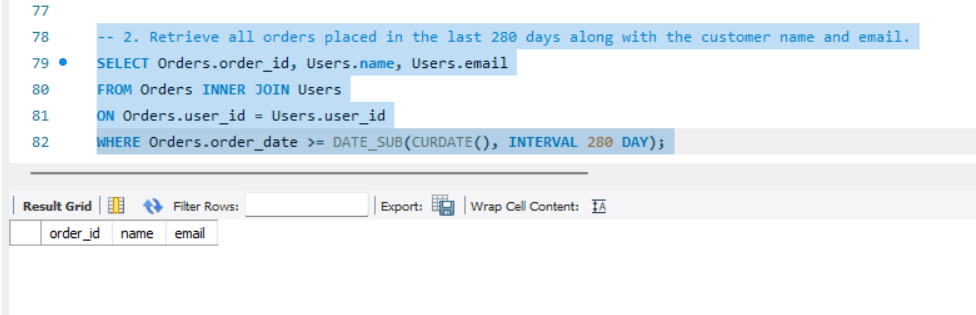 77
78 -- 2. Retrieve all orders placed in the last 280 days along with the customer name and email.
79 SELECT Orders.order_id, Users.name, Users.email
80 FROM Orders INNER JOIN Users
81 ON Orders.user_id = Users.user_id
82 WHERE Orders.order_date >= DATE_SUB(CURDATE(), INTERVAL 280 DAY);
Result Grid Filter Rows: Export: Wrap Cell Content:
order_id name email